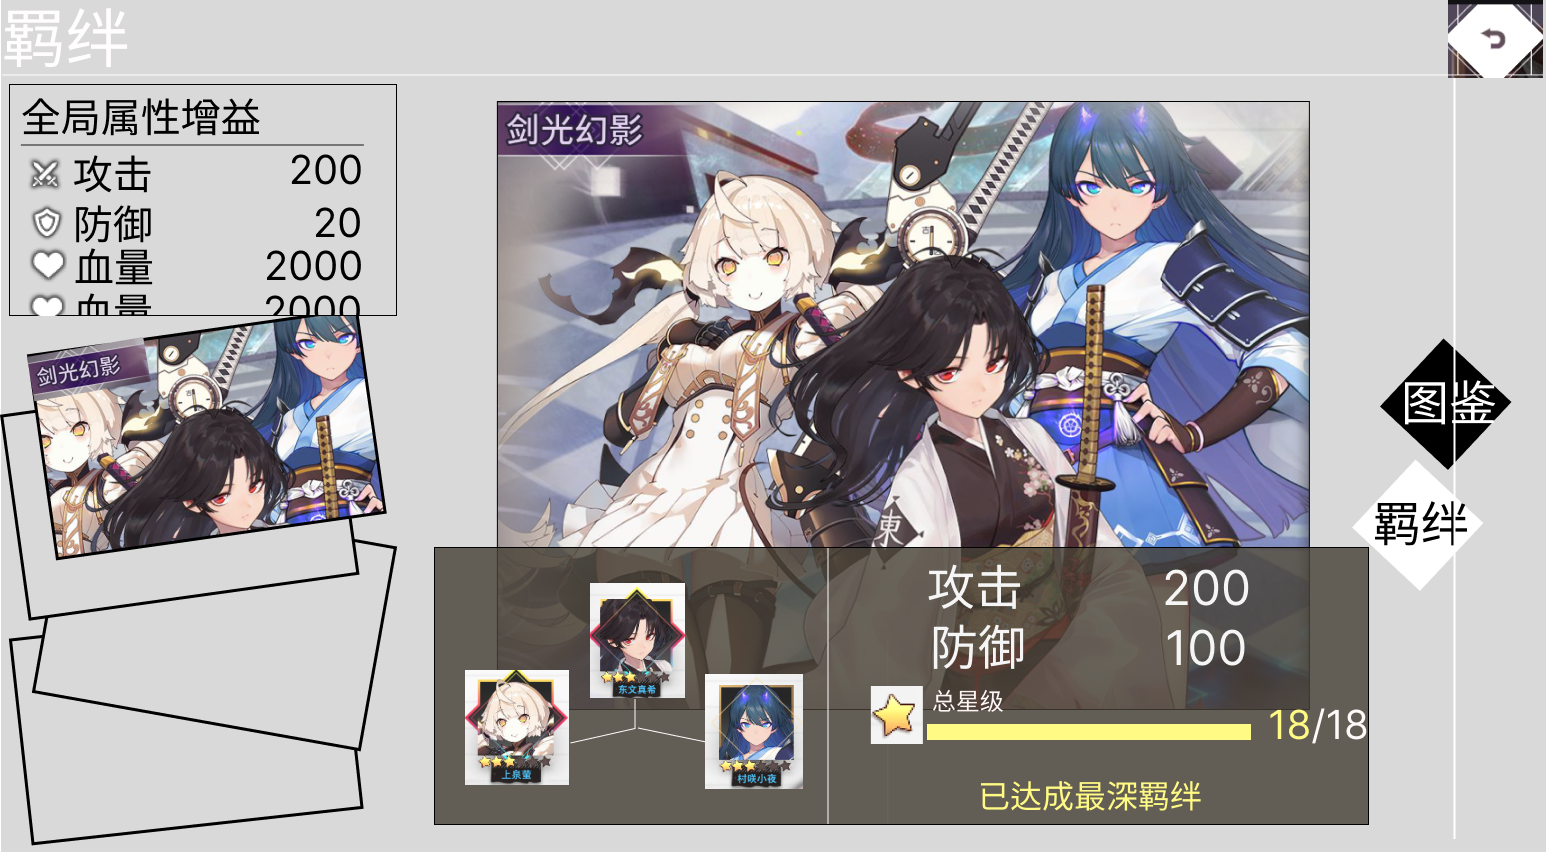 羁绊
全局属性增益
攻击 200
防御 20
血量 2000
血量 2000
剑光幻影
剑光幻影
東
图鉴
羁绊
东文真希
上泉萤
村咲小夜
攻击 200
防御 100
总星级
18/18
已达成最深羁绊